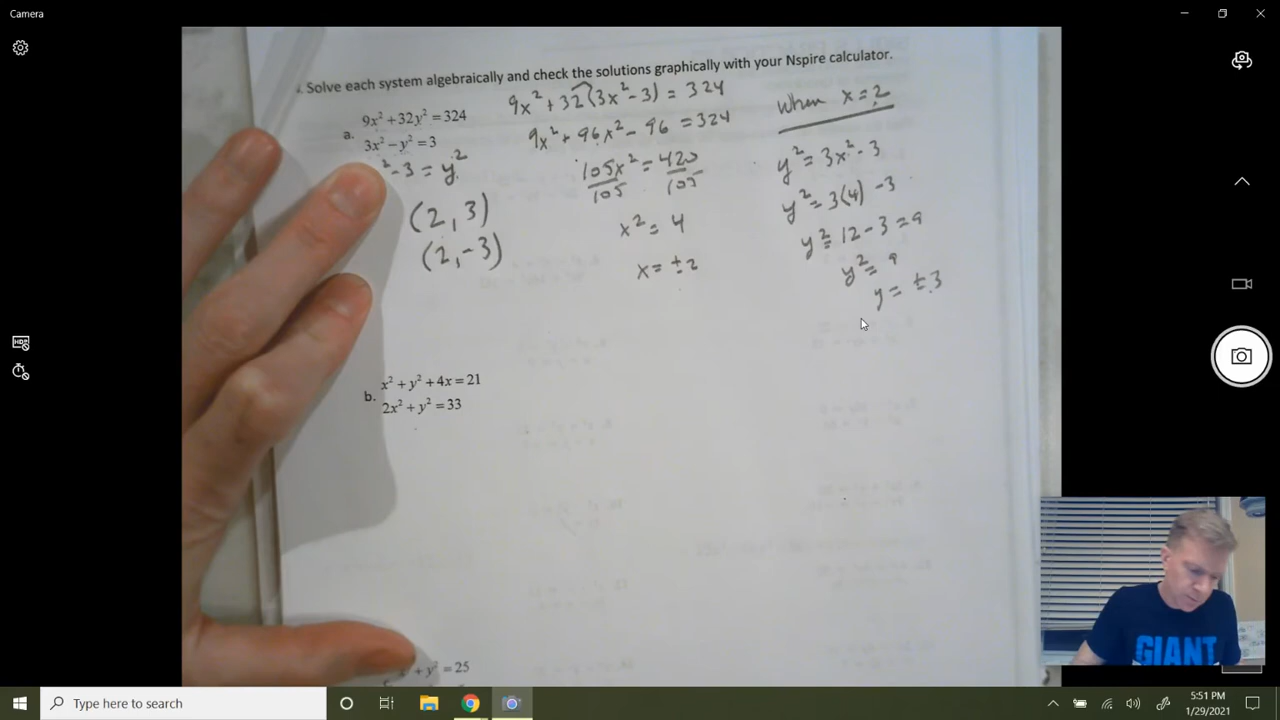 Camera
Solve each system algebraically and check the solutions graphically with your Nspire calculator.
a.
9x² + 32y² = 324
3x² - y² = 3
² - 3 = y²
(2, 3)
(2, -3)
9x² + 32(3x² - 3) = 324
9x² + 96x² - 96 = 324
105x² = 420
105 105
x² = 4
x = ±2
When x = 2
y² = 3x² - 3
y² = 3(4) - 3
y² = 12 - 3 = 9
y² = 9
y = ±3
b.
x² + y² + 4x = 21
2x² + y² = 33
+ y² = 25
GIANT
Type here to search
5:51 PM
1/29/2021